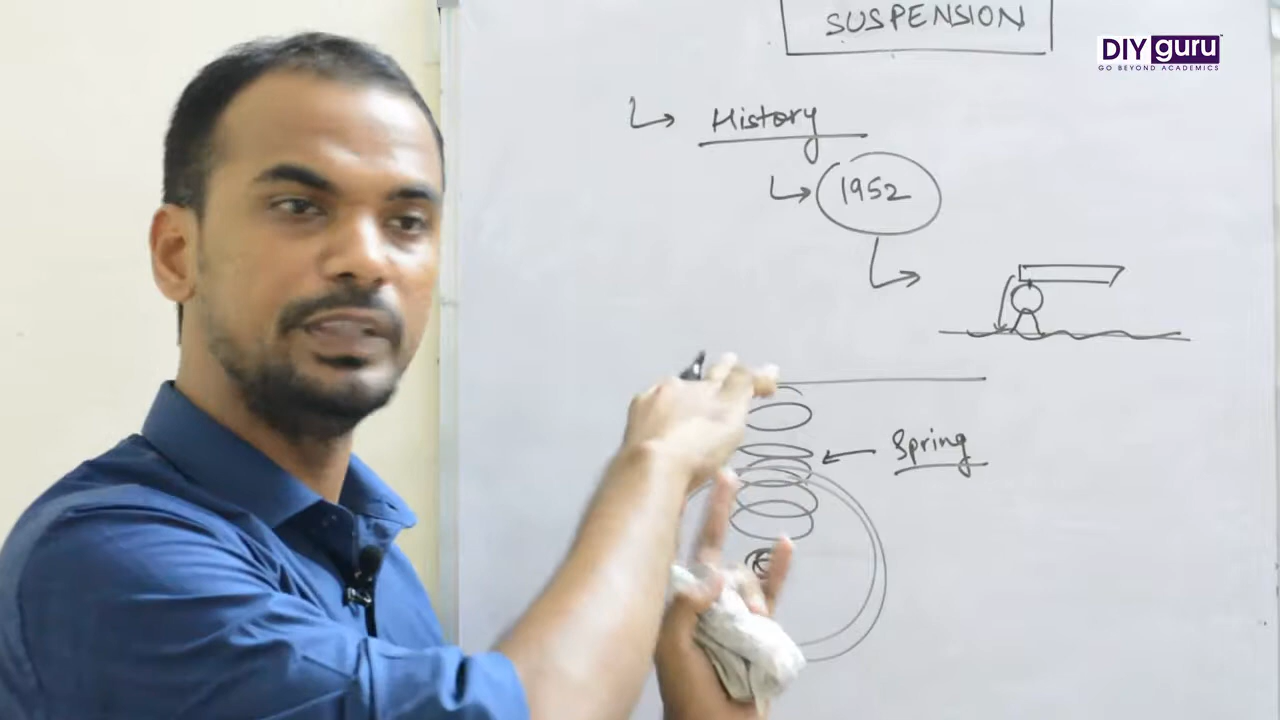 SUSPENSION
DIY guru
GO BEYOND ACADEMICS
History
1952
Spring